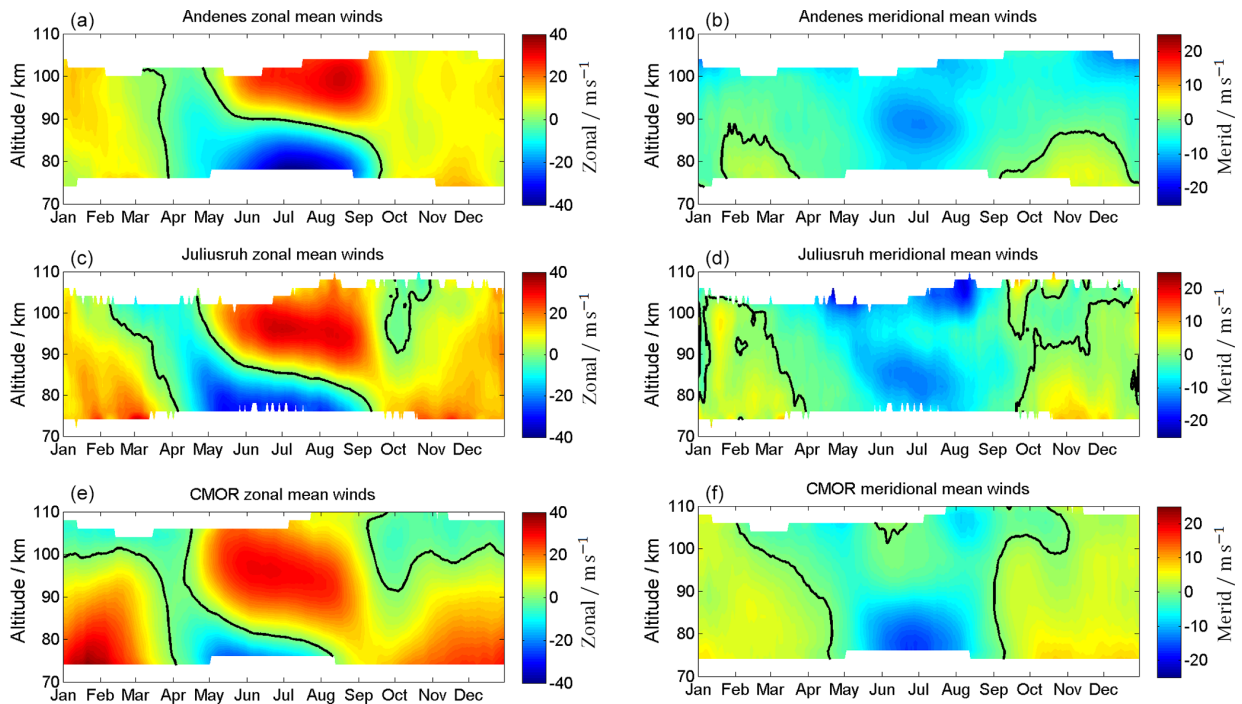 (a) Andenes zonal mean winds
110
100
90
80
70
Altitude / km
Jan Feb Mar Apr May Jun Jul Aug Sep Oct Nov Dec
40
20
0
-20
-40
Zonal / m s⁻¹
(b) Andenes meridional mean winds
110
100
90
80
70
Altitude / km
Jan Feb Mar Apr May Jun Jul Aug Sep Oct Nov Dec
20
10
0
-10
-20
Merid / m s⁻¹
(c) Juliusruh zonal mean winds
110
100
90
80
70
Altitude / km
Jan Feb Mar Apr May Jun Jul Aug Sep Oct Nov Dec
40
20
0
-20
-40
Zonal / m s⁻¹
(d) Juliusruh meridional mean winds
110
100
90
80
70
Altitude / km
Jan Feb Mar Apr May Jun Jul Aug Sep Oct Nov Dec
20
10
0
-10
-20
Merid / m s⁻¹
(e) CMOR zonal mean winds
110
100
90
80
70
Altitude / km
Jan Feb Mar Apr May Jun Jul Aug Sep Oct Nov Dec
40
20
0
-20
-40
Zonal / m s⁻¹
(f) CMOR meridional mean winds
110
100
90
80
70
Altitude / km
Jan Feb Mar Apr May Jun Jul Aug Sep Oct Nov Dec
20
10
0
-10
-20
Merid / m s⁻¹